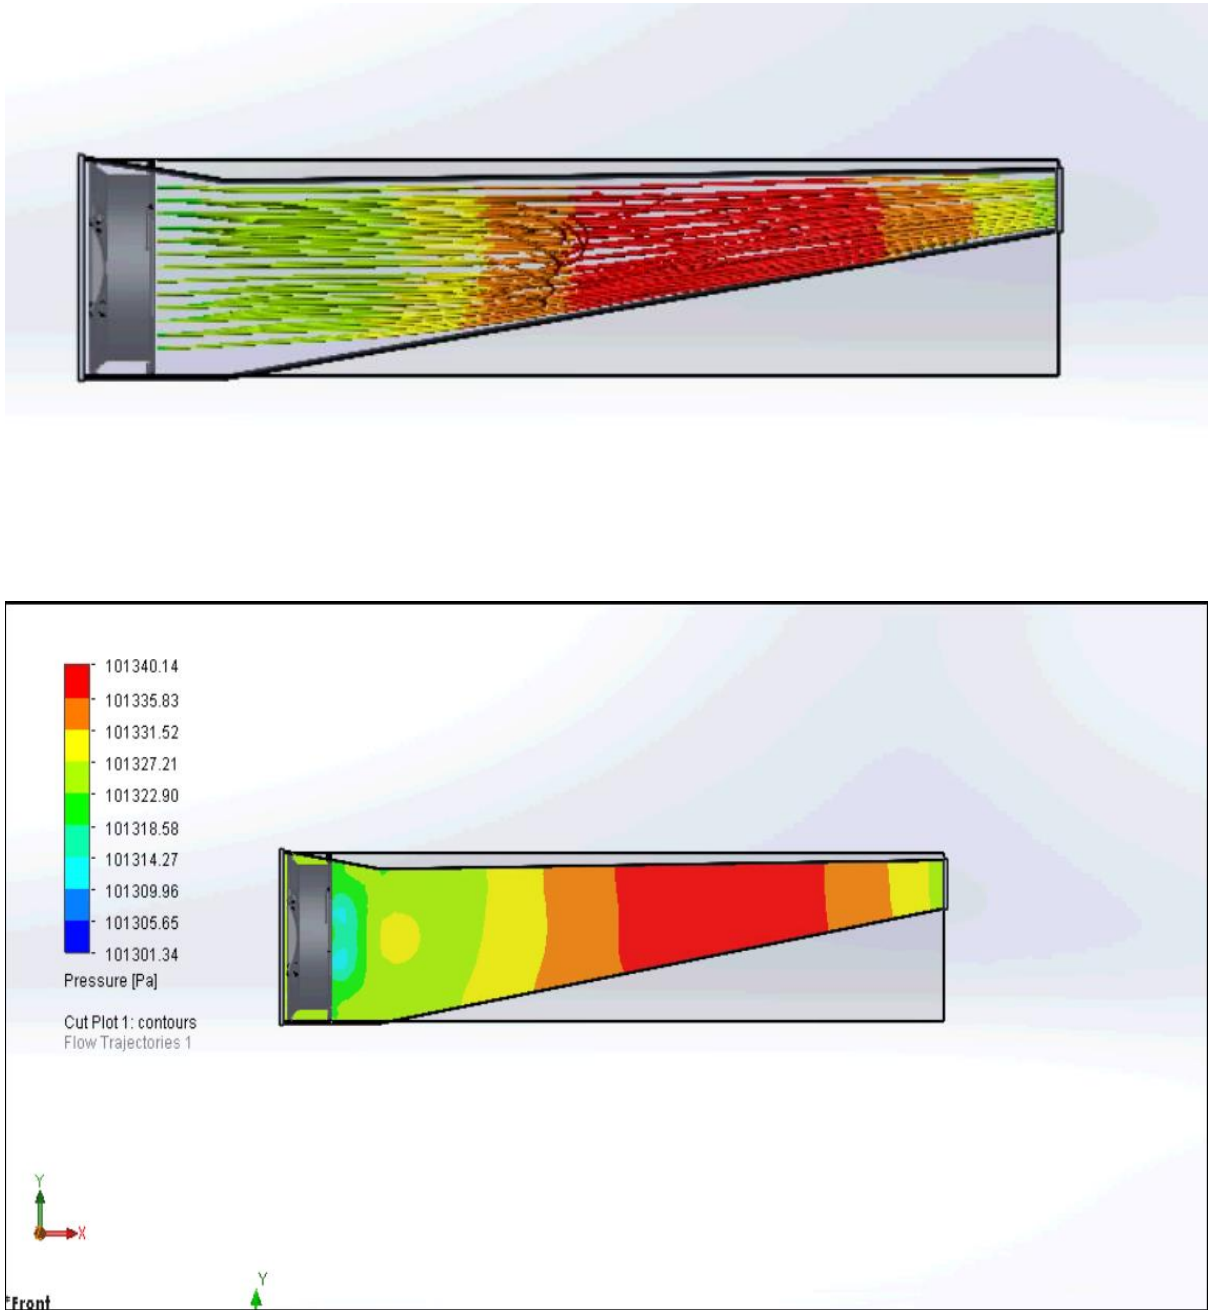 101340.14
101335.83
101331.52
101327.21
101322.90
101318.58
101314.27
101309.96
101305.65
101301.34
Pressure [Pa]
Cut Plot 1: contours
Flow Trajectories 1
Y
X
Y
*Front